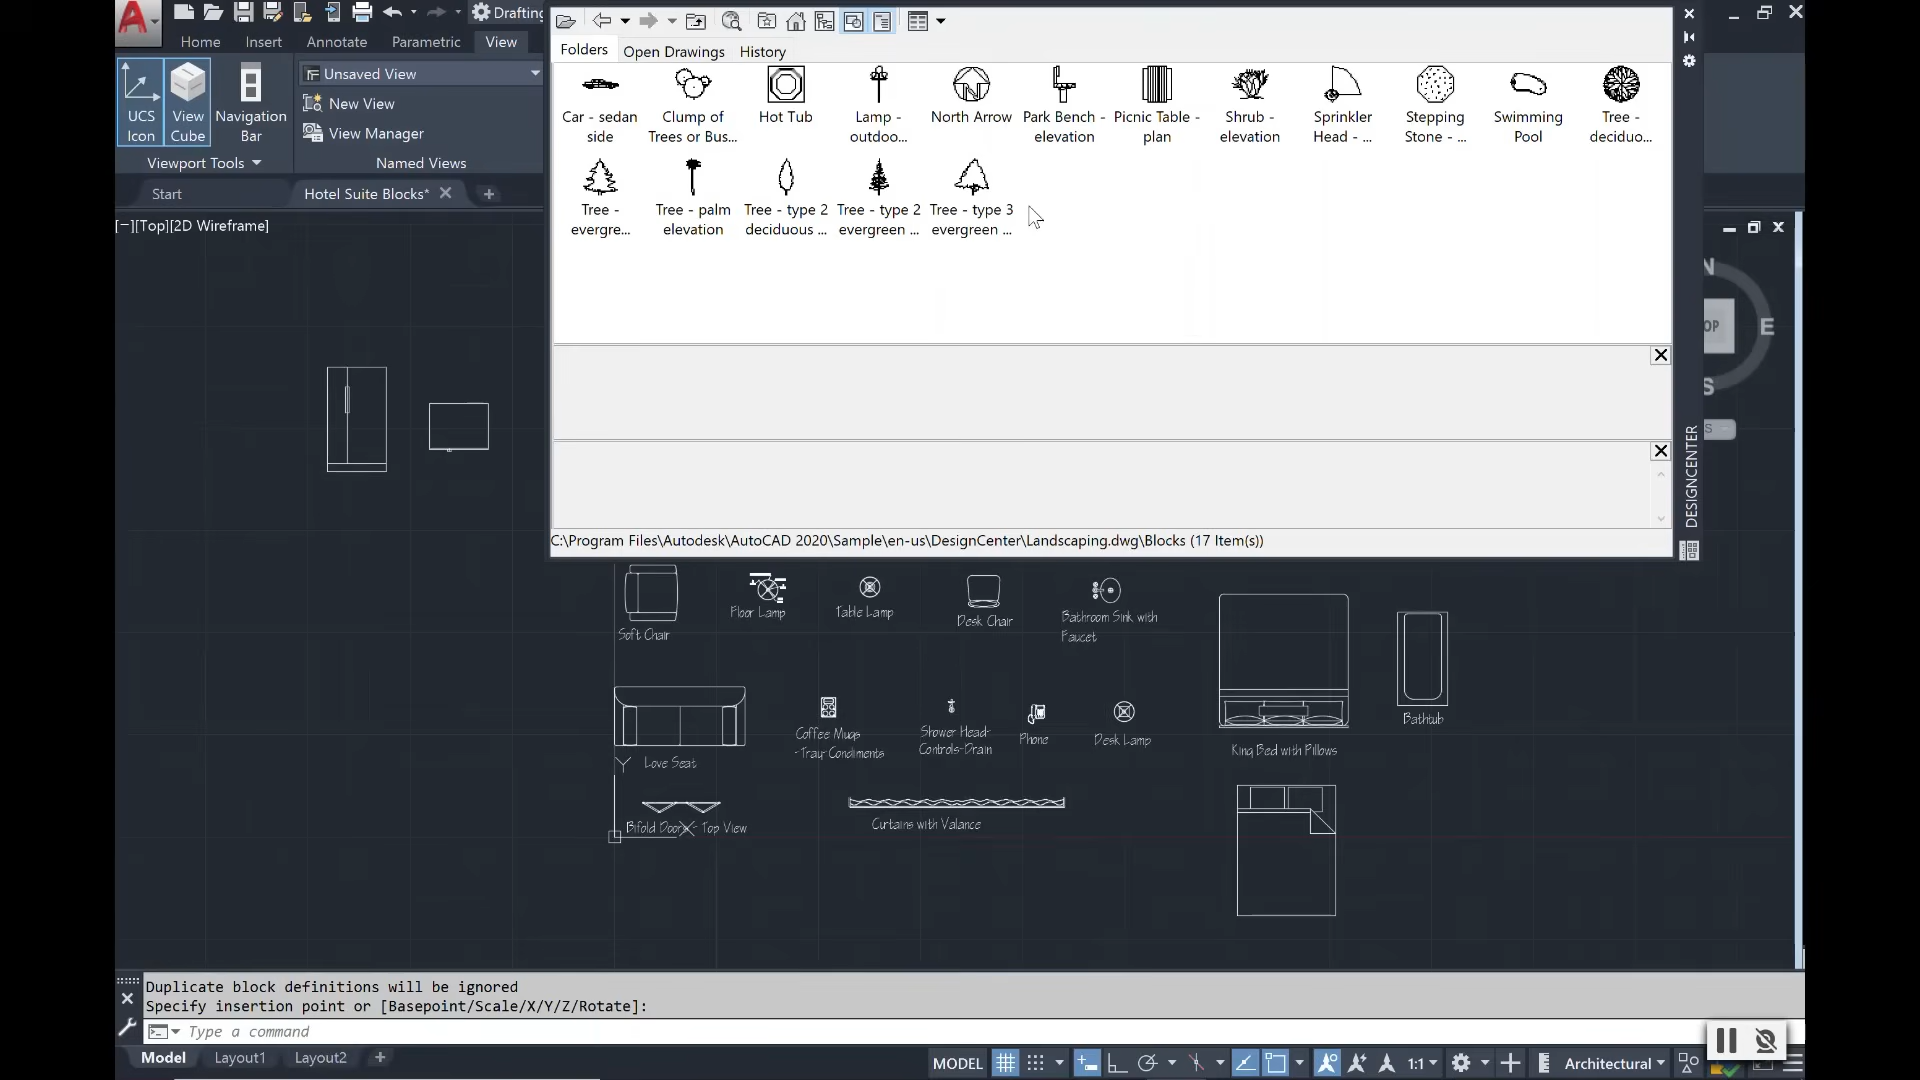 Drafting
Home Insert Annotate Parametric View
UCS
Icon
View
Cube
Navigation
Bar
Viewport Tools
Unsaved View
New View
View Manager
Named Views
Start
Hotel Suite Blocks*
[−][Top][2D Wireframe]
Folders Open Drawings History
Car - sedan
side
Clump of
Trees or Bus...
Hot Tub
Lamp -
outdoo...
North Arrow
Park Bench -
elevation
Picnic Table -
plan
Shrub -
elevation
Sprinkler
Head - ...
Stepping
Stone - ...
Swimming
Pool
Tree -
deciduo...
Tree -
evergre...
Tree - palm
elevation
Tree - type 2
deciduous ...
Tree - type 2
evergreen ...
Tree - type 3
evergreen ...
C:\Program Files\Autodesk\AutoCAD 2020\Sample\en-us\DesignCenter\Landscaping.dwg\Blocks (17 Item(s))
DESIGNCENTER
N
OP
E
S
S
Soft Chair
Floor Lamp
Table Lamp
Desk Chair
Bathroom Sink with
Faucet
Love Seat
Coffee Mugs
-Tray-Condiments
Shower Head-
Controls-Drain
Phone
Desk Lamp
King Bed with Pillows
Bathtub
Y
X
Bifold Doors - Top View
Curtains with Valance
Duplicate block definitions will be ignored
Specify insertion point or [Basepoint/Scale/X/Y/Z/Rotate]:
Type a command
Model Layout1 Layout2
MODEL
1:1
Architectural